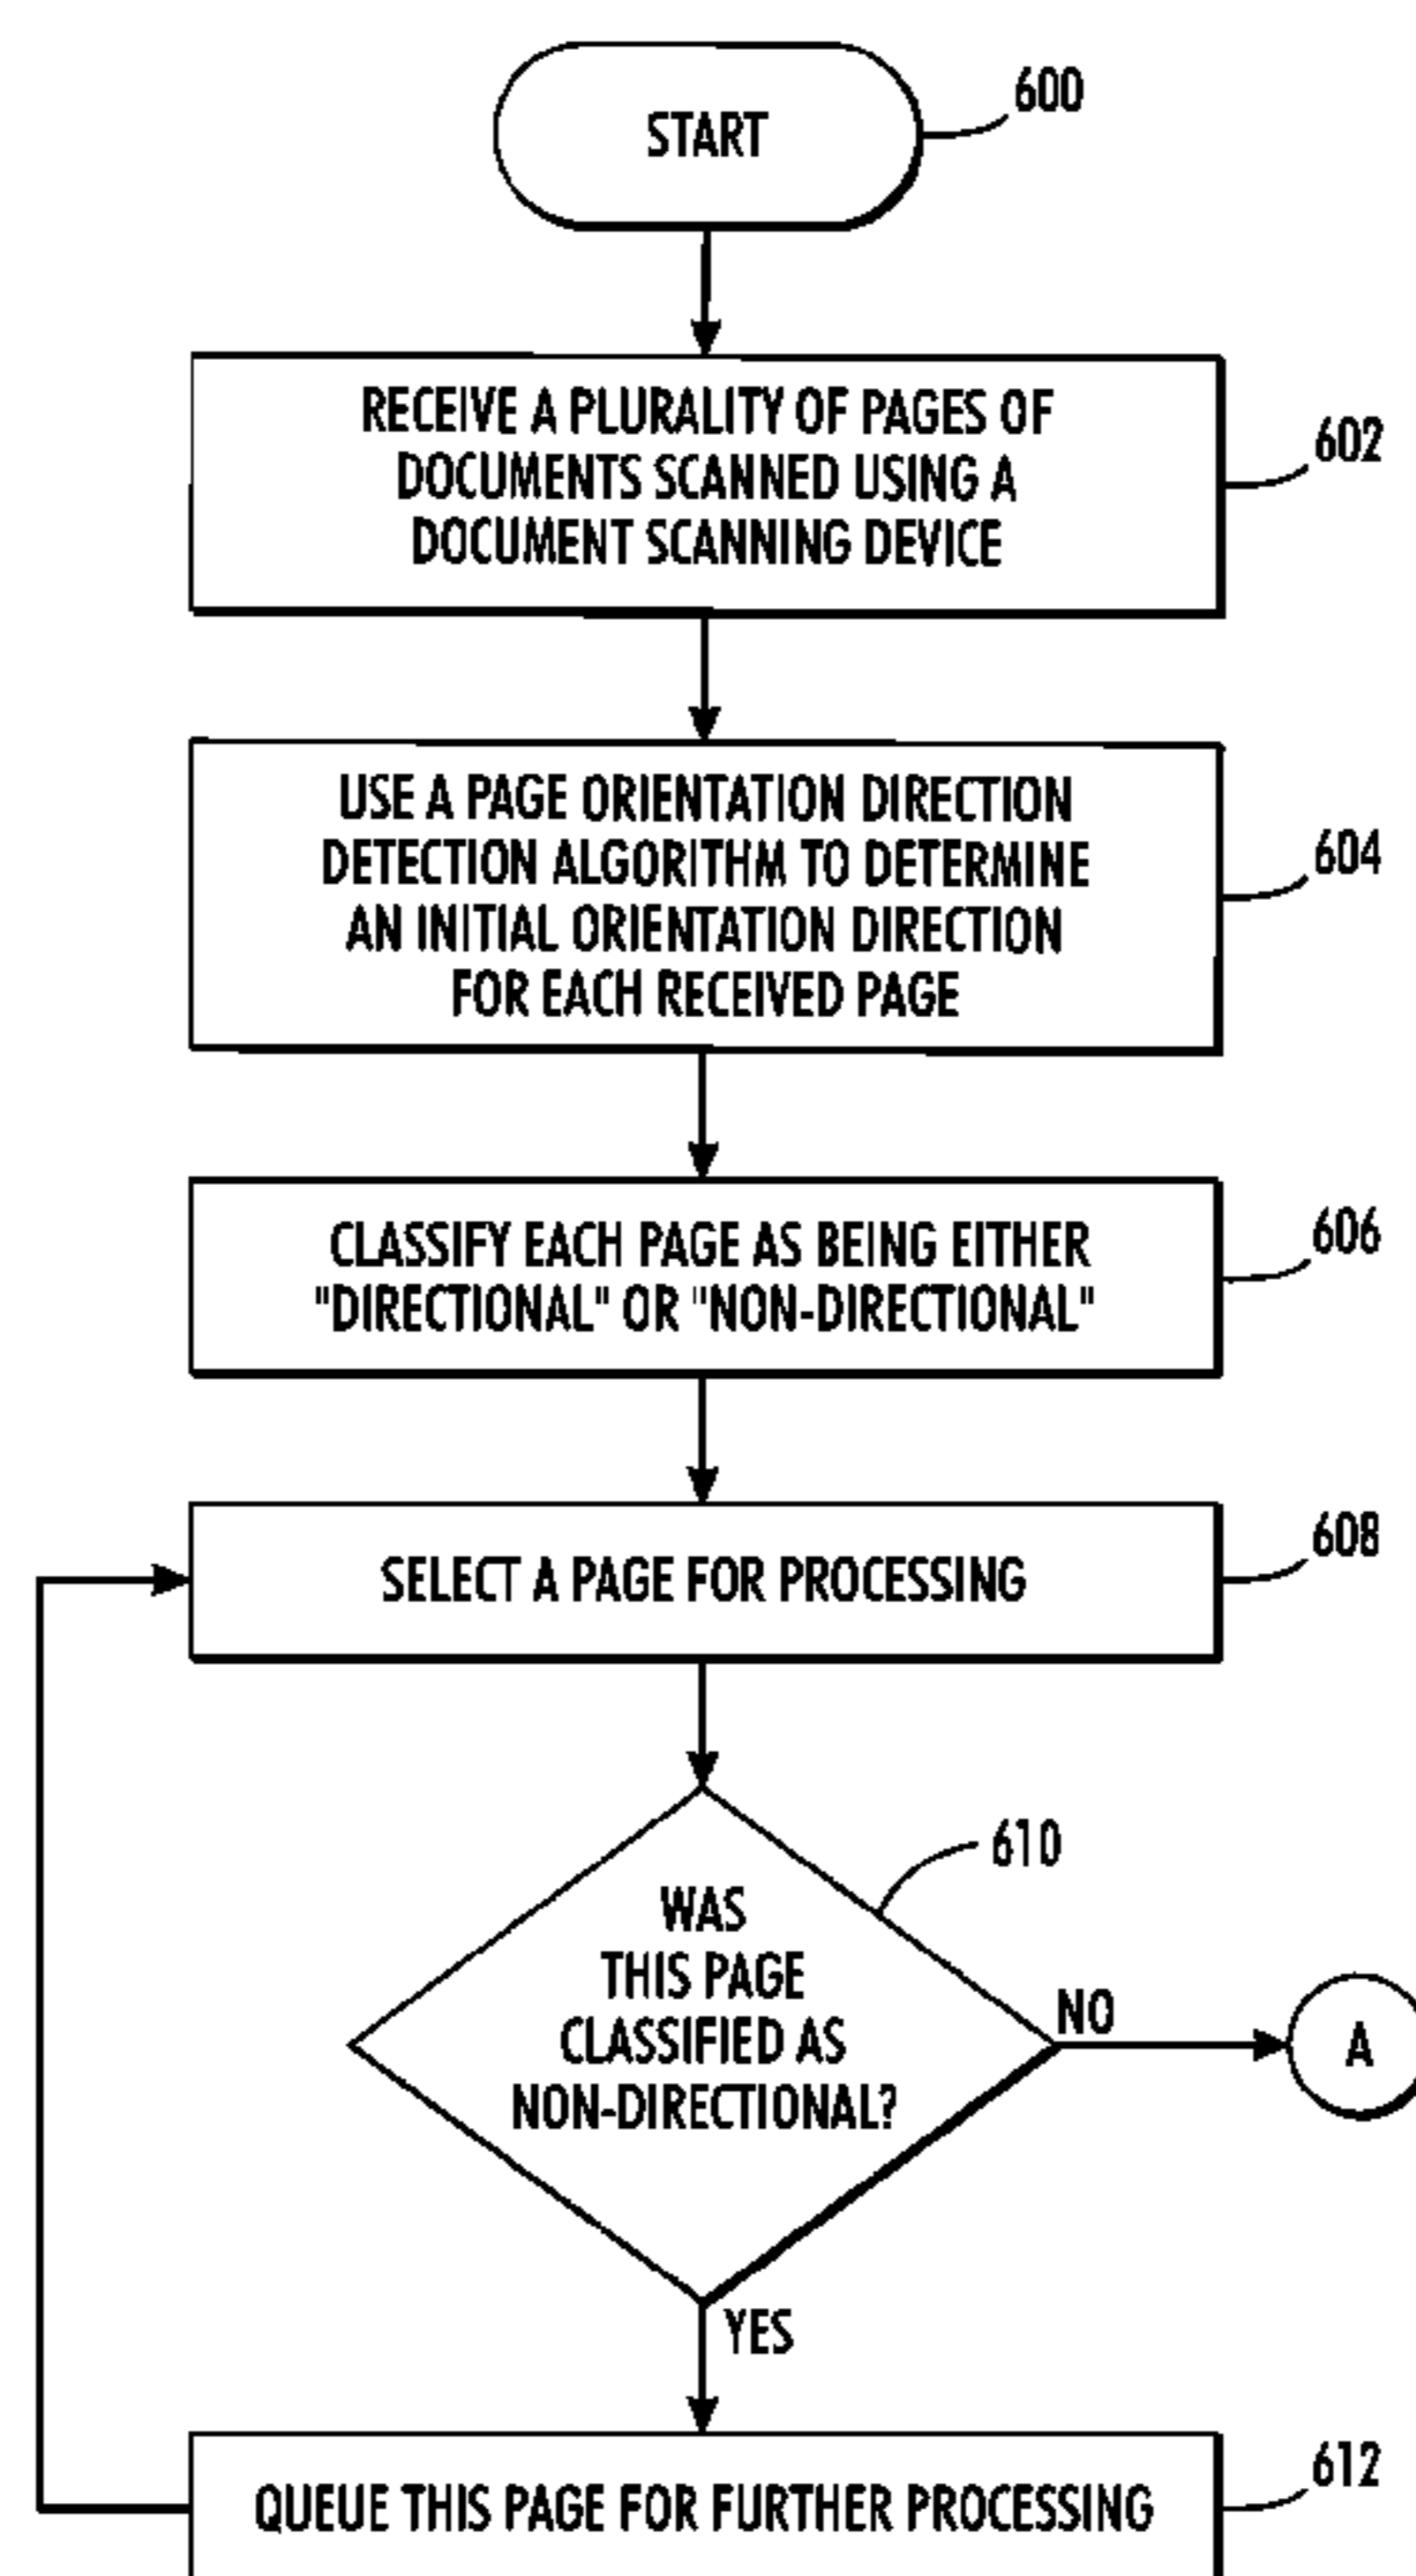 START
600
RECEIVE A PLURALITY OF PAGES OF
DOCUMENTS SCANNED USING A
DOCUMENT SCANNING DEVICE
602
USE A PAGE ORIENTATION DIRECTION
DETECTION ALGORITHM TO DETERMINE
AN INITIAL ORIENTATION DIRECTION
FOR EACH RECEIVED PAGE
604
CLASSIFY EACH PAGE AS BEING EITHER
"DIRECTIONAL" OR "NON-DIRECTIONAL"
606
SELECT A PAGE FOR PROCESSING
608
WAS
THIS PAGE
CLASSIFIED AS
NON-DIRECTIONAL?
610
NO
A
YES
QUEUE THIS PAGE FOR FURTHER PROCESSING
612